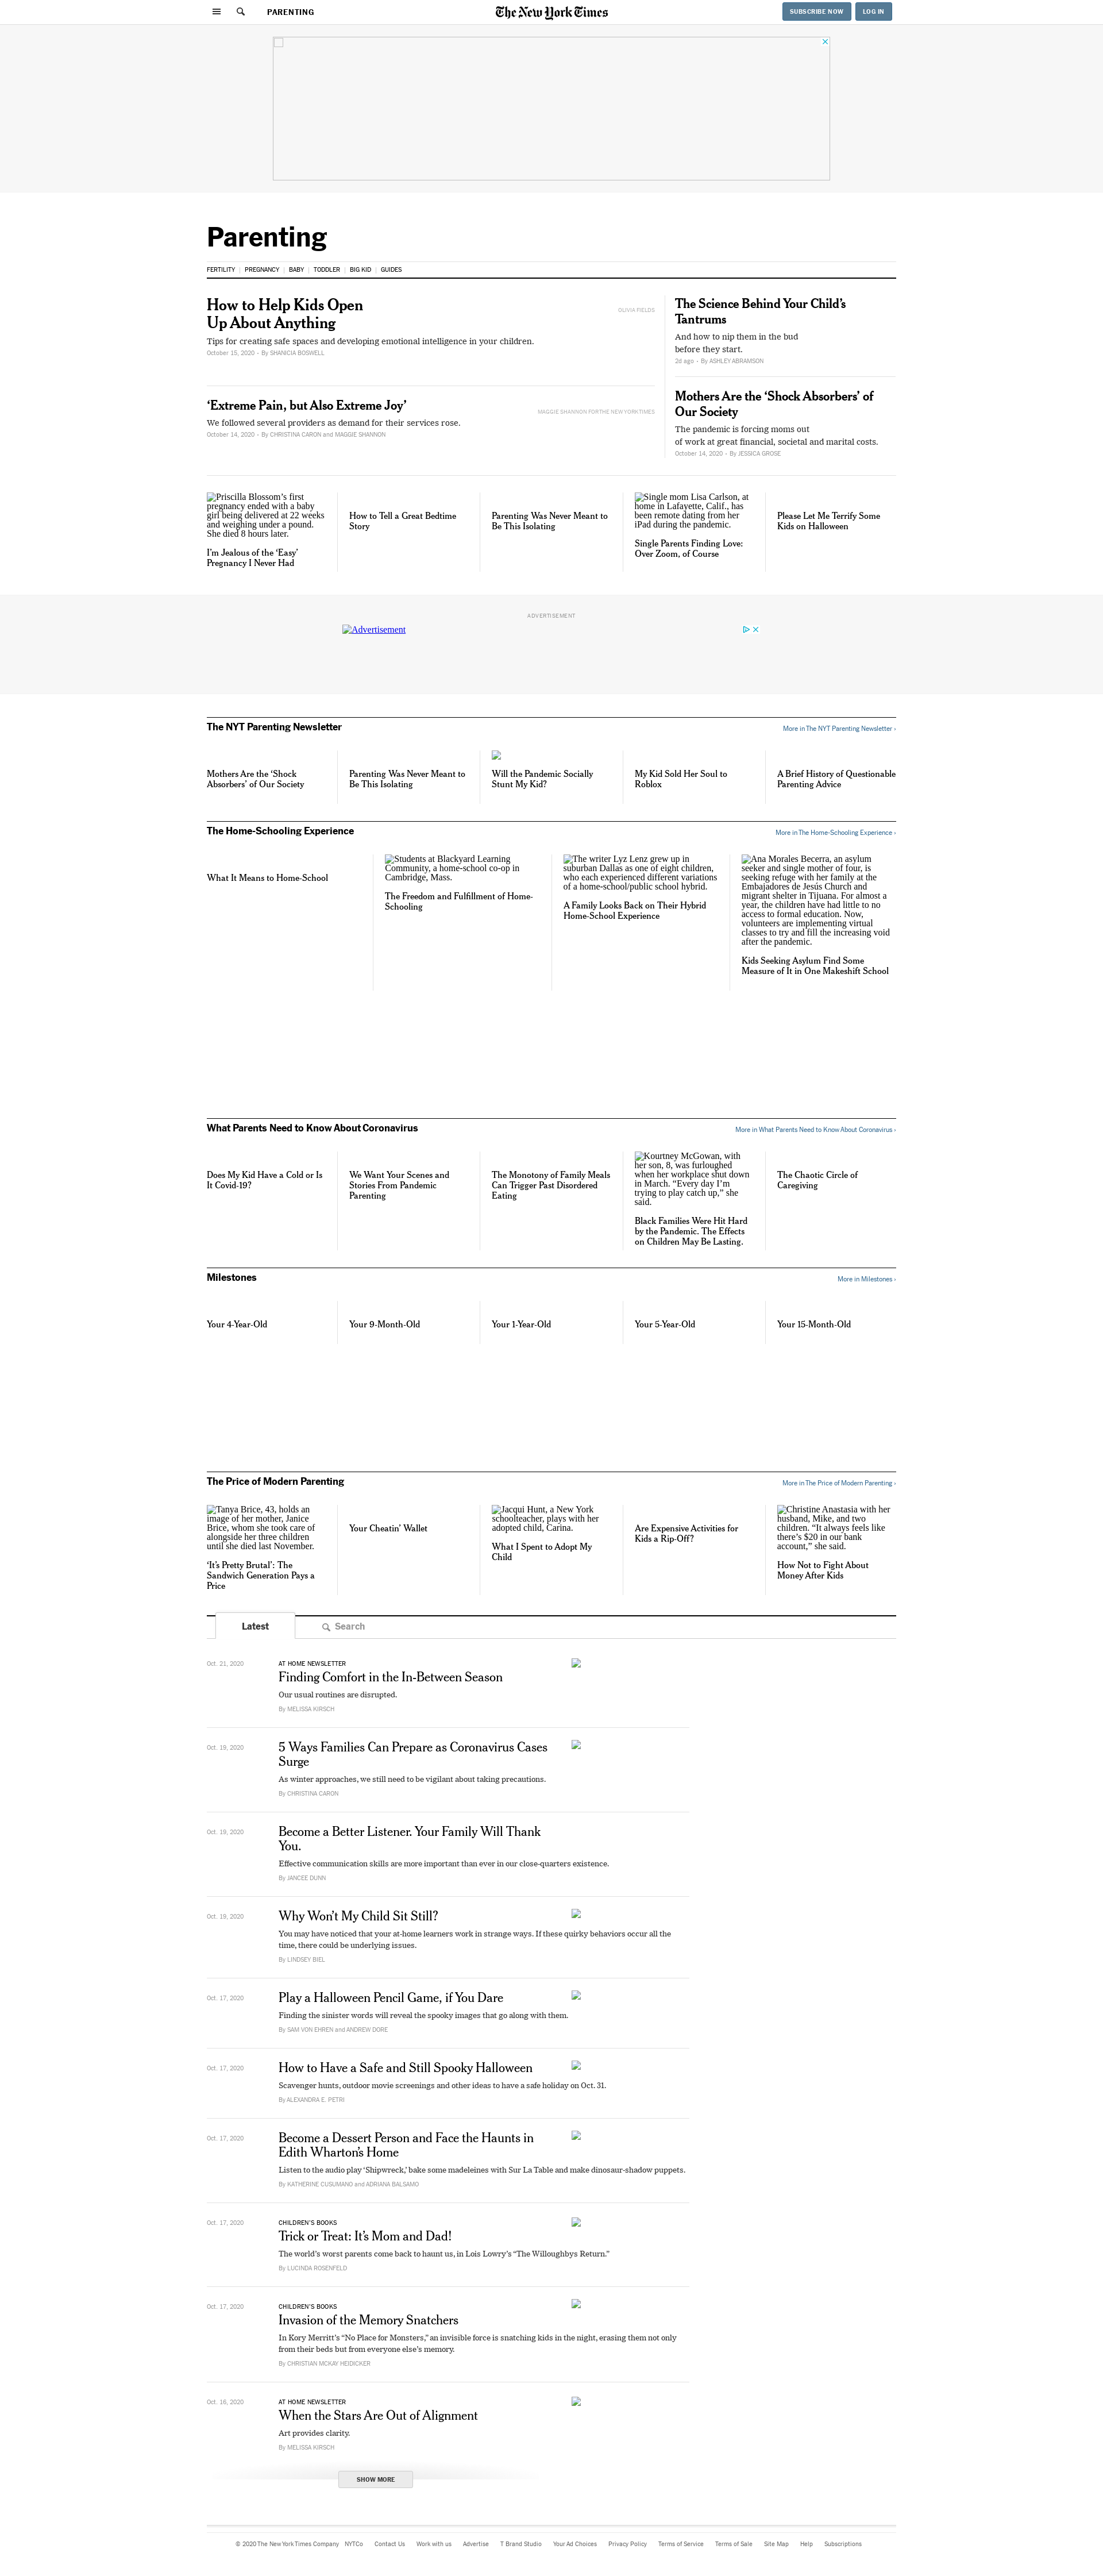 PARENTING
The New York Times
SUBSCRIBE NOW
LOG IN
Parenting
FERTILITY
PREGNANCY
BABY
TODDLER
BIG KID
GUIDES
How to Help Kids Open
Up About Anything
Tips for creating safe spaces and developing emotional intelligence in your children.
October 15, 2020 • By SHANICIA BOSWELL
OLIVIA FIELDS
‘Extreme Pain, but Also Extreme Joy’
We followed several providers as demand for their services rose.
October 14, 2020 • By CHRISTINA CARON and MAGGIE SHANNON
MAGGIE SHANNON FOR THE NEW YORK TIMES
The Science Behind Your Child’s
Tantrums
And how to nip them in the bud
before they start.
2d ago • By ASHLEY ABRAMSON
Mothers Are the ‘Shock Absorbers’ of
Our Society
The pandemic is forcing moms out
of work at great financial, societal and marital costs.
October 14, 2020 • By JESSICA GROSE
Priscilla Blossom’s first
pregnancy ended with a baby
girl being delivered at 22 weeks
and weighing under a pound.
She died 8 hours later.
I’m Jealous of the ‘Easy’
Pregnancy I Never Had
How to Tell a Great Bedtime
Story
Parenting Was Never Meant to
Be This Isolating
Single mom Lisa Carlson, at
home in Lafayette, Calif., has
been remote dating from her
iPad during the pandemic.
Single Parents Finding Love:
Over Zoom, of Course
Please Let Me Terrify Some
Kids on Halloween
ADVERTISEMENT
Advertisement
The NYT Parenting Newsletter
More in The NYT Parenting Newsletter ›
Mothers Are the ‘Shock
Absorbers’ of Our Society
Parenting Was Never Meant to
Be This Isolating
Will the Pandemic Socially
Stunt My Kid?
My Kid Sold Her Soul to
Roblox
A Brief History of Questionable
Parenting Advice
The Home-Schooling Experience
More in The Home-Schooling Experience ›
What It Means to Home-School
Students at Blackyard Learning
Community, a home-school co-op in
Cambridge, Mass.
The Freedom and Fulfillment of Home-
Schooling
The writer Lyz Lenz grew up in
suburban Dallas as one of eight children,
who each experienced different variations
of a home-school/public school hybrid.
A Family Looks Back on Their Hybrid
Home-School Experience
Ana Morales Becerra, an asylum
seeker and single mother of four, is
seeking refuge with her family at the
Embajadores de Jesús Church and
migrant shelter in Tijuana. For almost a
year, the children have had little to no
access to formal education. Now,
volunteers are implementing virtual
classes to try and fill the increasing void
after the pandemic.
Kids Seeking Asylum Find Some
Measure of It in One Makeshift School
What Parents Need to Know About Coronavirus
More in What Parents Need to Know About Coronavirus ›
Does My Kid Have a Cold or Is
It Covid-19?
We Want Your Scenes and
Stories From Pandemic
Parenting
The Monotony of Family Meals
Can Trigger Past Disordered
Eating
Kourtney McGowan, with
her son, 8, was furloughed
when her workplace shut down
in March. “Every day I’m
trying to play catch up,” she
said.
Black Families Were Hit Hard
by the Pandemic. The Effects
on Children May Be Lasting.
The Chaotic Circle of
Caregiving
Milestones
More in Milestones ›
Your 4-Year-Old
Your 9-Month-Old
Your 1-Year-Old
Your 5-Year-Old
Your 15-Month-Old
The Price of Modern Parenting
More in The Price of Modern Parenting ›
Tanya Brice, 43, holds an
image of her mother, Janice
Brice, whom she took care of
alongside her three children
until she died last November.
‘It’s Pretty Brutal’: The
Sandwich Generation Pays a
Price
Your Cheatin’ Wallet
Jacqui Hunt, a New York
schoolteacher, plays with her
adopted child, Carina.
What I Spent to Adopt My
Child
Are Expensive Activities for
Kids a Rip-Off?
Christine Anastasia with her
husband, Mike, and two
children. “It always feels like
there’s $20 in our bank
account,” she said.
How Not to Fight About
Money After Kids
Latest
Search
Oct. 21, 2020
AT HOME NEWSLETTER
Finding Comfort in the In-Between Season
Our usual routines are disrupted.
By MELISSA KIRSCH
Oct. 19, 2020
5 Ways Families Can Prepare as Coronavirus Cases
Surge
As winter approaches, we still need to be vigilant about taking precautions.
By CHRISTINA CARON
Oct. 19, 2020
Become a Better Listener. Your Family Will Thank
You.
Effective communication skills are more important than ever in our close-quarters existence.
By JANCEE DUNN
Oct. 19, 2020
Why Won’t My Child Sit Still?
You may have noticed that your at-home learners work in strange ways. If these quirky behaviors occur all the
time, there could be underlying issues.
By LINDSEY BIEL
Oct. 17, 2020
Play a Halloween Pencil Game, if You Dare
Finding the sinister words will reveal the spooky images that go along with them.
By SAM VON EHREN and ANDREW DORE
Oct. 17, 2020
How to Have a Safe and Still Spooky Halloween
Scavenger hunts, outdoor movie screenings and other ideas to have a safe holiday on Oct. 31.
By ALEXANDRA E. PETRI
Oct. 17, 2020
Become a Dessert Person and Face the Haunts in
Edith Wharton’s Home
Listen to the audio play ‘Shipwreck,’ bake some madeleines with Sur La Table and make dinosaur-shadow puppets.
By KATHERINE CUSUMANO and ADRIANA BALSAMO
Oct. 17, 2020
CHILDREN’S BOOKS
Trick or Treat: It’s Mom and Dad!
The world’s worst parents come back to haunt us, in Lois Lowry’s “The Willoughbys Return.”
By LUCINDA ROSENFELD
Oct. 17, 2020
CHILDREN’S BOOKS
Invasion of the Memory Snatchers
In Kory Merritt’s “No Place for Monsters,” an invisible force is snatching kids in the night, erasing them not only
from their beds but from everyone else’s memory.
By CHRISTIAN MCKAY HEIDICKER
Oct. 16, 2020
AT HOME NEWSLETTER
When the Stars Are Out of Alignment
Art provides clarity.
By MELISSA KIRSCH
SHOW MORE
© 2020 The New York Times Company
NYTCo
Contact Us
Work with us
Advertise
T Brand Studio
Your Ad Choices
Privacy Policy
Terms of Service
Terms of Sale
Site Map
Help
Subscriptions